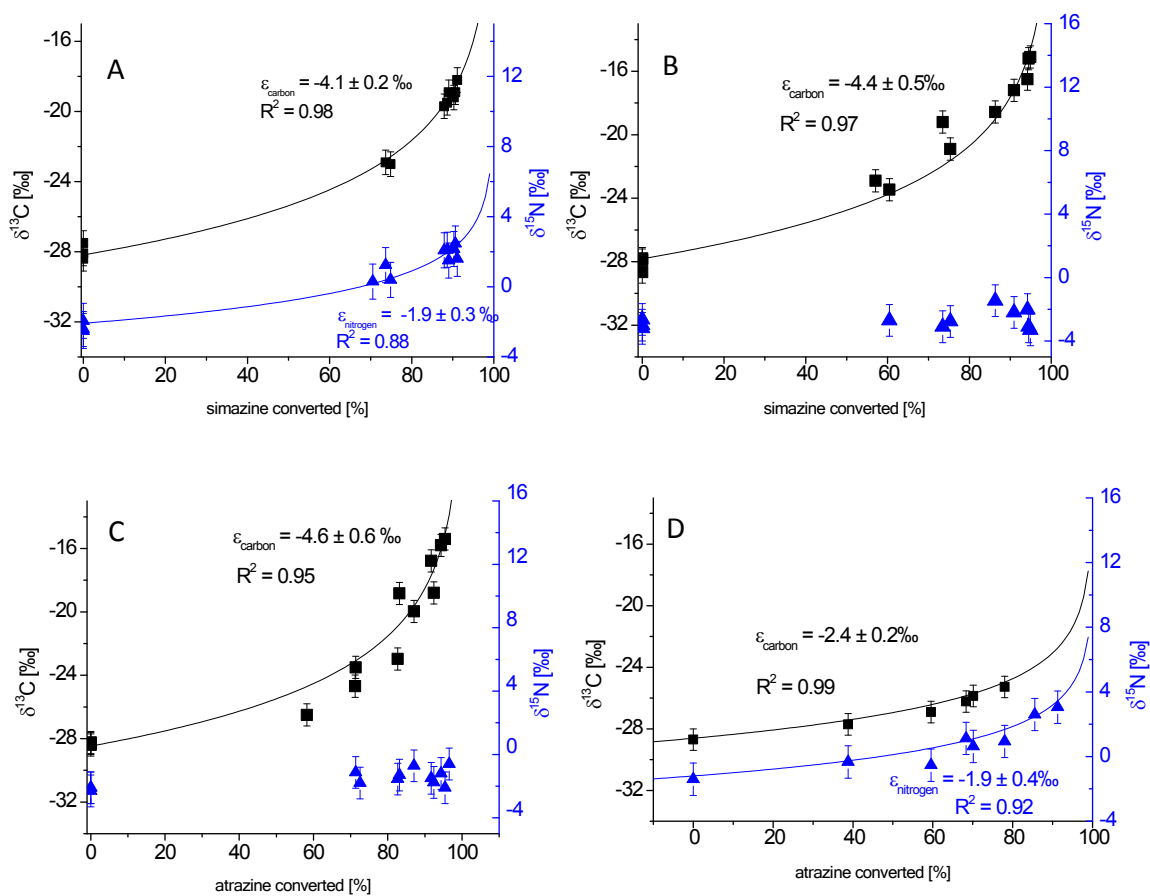 A
ε carbon = -4.1 ± 0.2 ‰
R² = 0.98
ε nitrogen = -1.9 ± 0.3 ‰
R² = 0.88
δ¹³C [‰]
-16
-20
-24
-28
-32
δ¹⁵N [‰]
12
8
4
0
-4
0 20 40 60 80 100
simazine converted [%]
B
ε carbon = -4.4 ± 0.5‰
R² = 0.97
δ¹³C [‰]
-16
-20
-24
-28
-32
δ¹⁵N [‰]
16
12
8
4
0
-4
0 20 40 60 80 100
simazine converted [%]
C
ε carbon = -4.6 ± 0.6 ‰
R² = 0.95
δ¹³C [‰]
-16
-20
-24
-28
-32
δ¹⁵N [‰]
16
12
8
4
0
-4
0 20 40 60 80 100
atrazine converted [%]
D
ε carbon = -2.4 ± 0.2‰
R² = 0.99
ε nitrogen = -1.9 ± 0.4‰
R² = 0.92
δ¹³C [‰]
-16
-20
-24
-28
-32
δ¹⁵N [‰]
16
12
8
4
0
-4
0 20 40 60 80 100
atrazine converted [%]